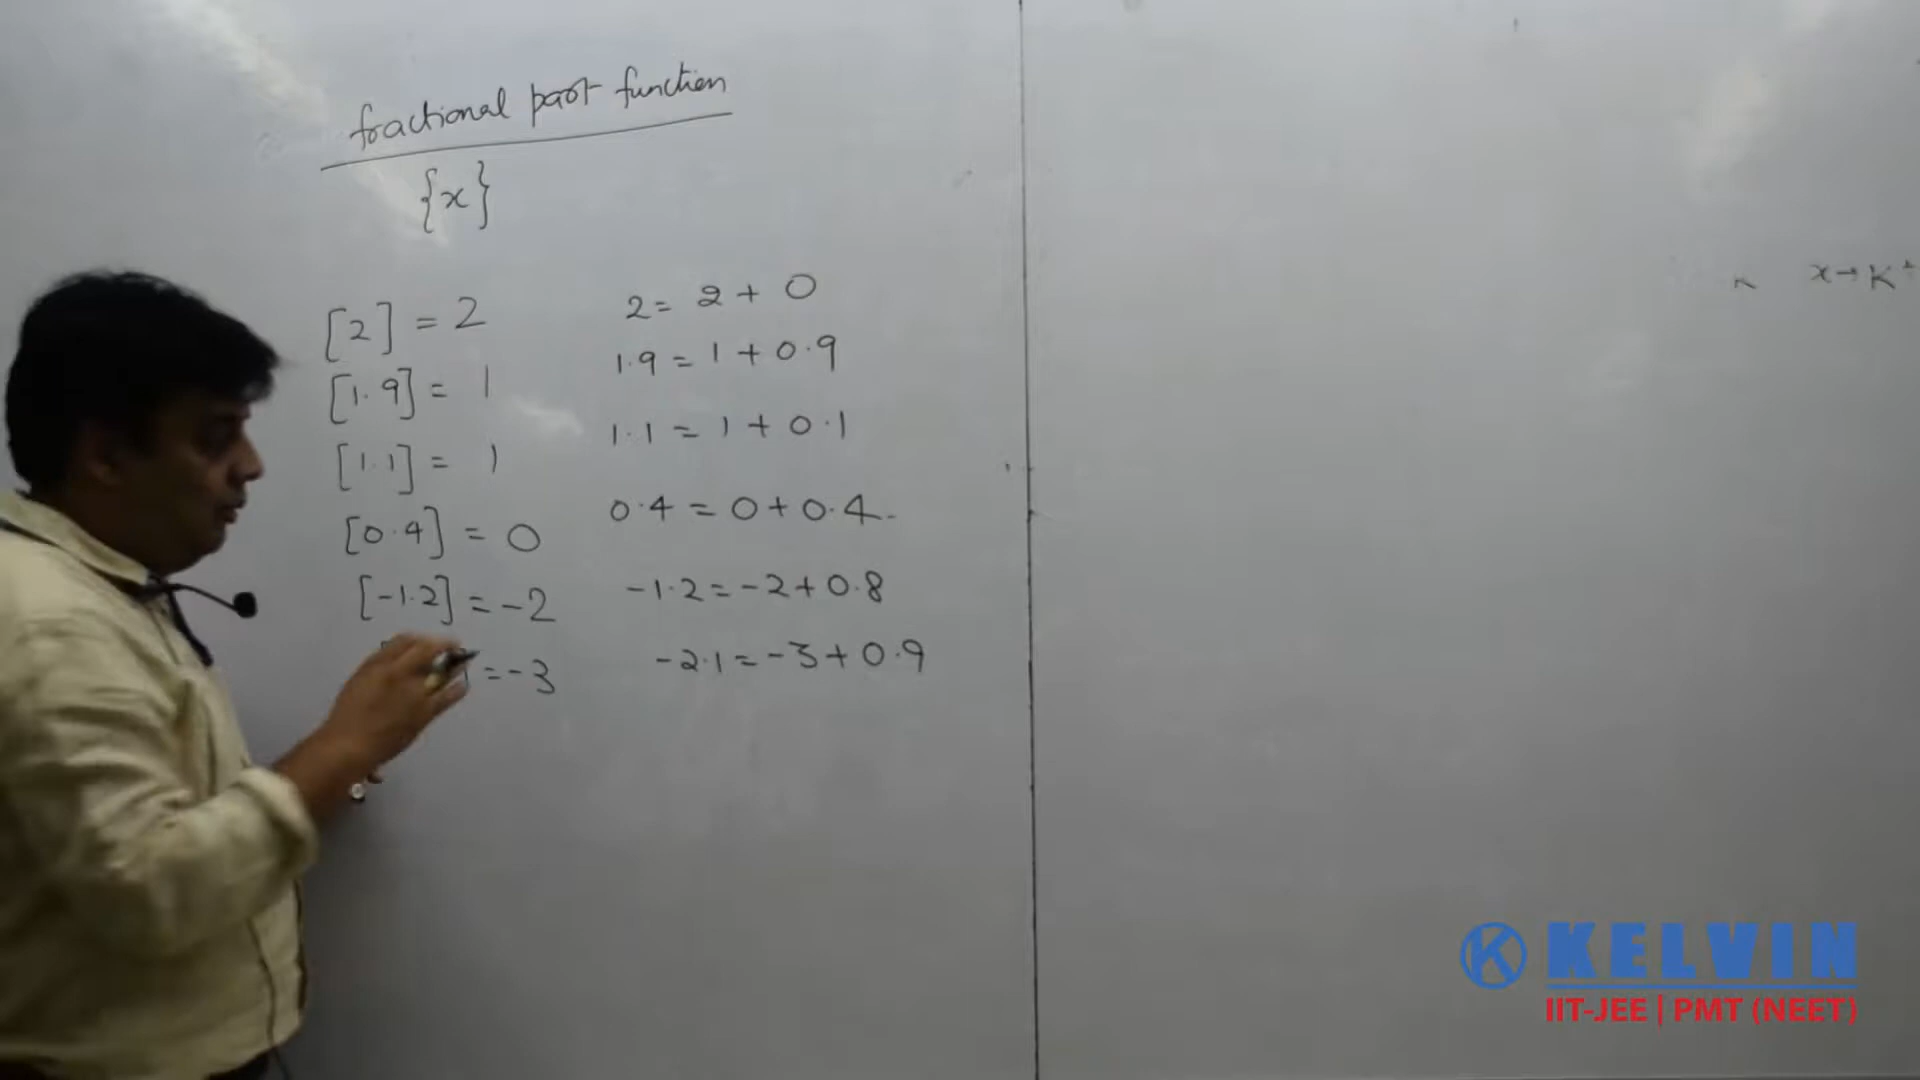 fractional part function
{x}
[2] = 2
[1.9] = 1
[1.1] = 1
[0.4] = 0
[-1.2] = -2
= -3
2 = 2 + 0
1.9 = 1 + 0.9
1.1 = 1 + 0.1
0.4 = 0 + 0.4.
-1.2 = -2 + 0.8
-2.1 = -3 + 0.9
x→K+
KELVIN
IIT-JEE | PMT (NEET)